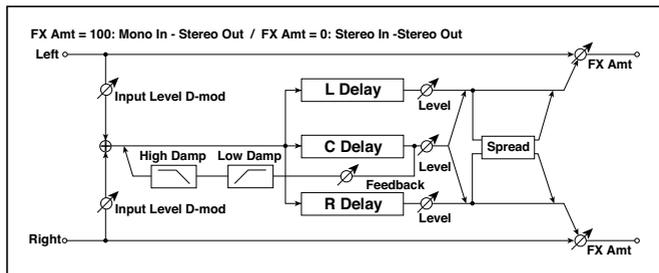 FX Amt = 100: Mono In - Stereo Out / FX Amt = 0: Stereo In -Stereo Out
Left
FX Amt
L Delay
Input Level D-mod
Level
High Damp
Low Damp
C Delay
Spread
Level
Feedback
R Delay
Input Level D-mod
Level
Right
FX Amt